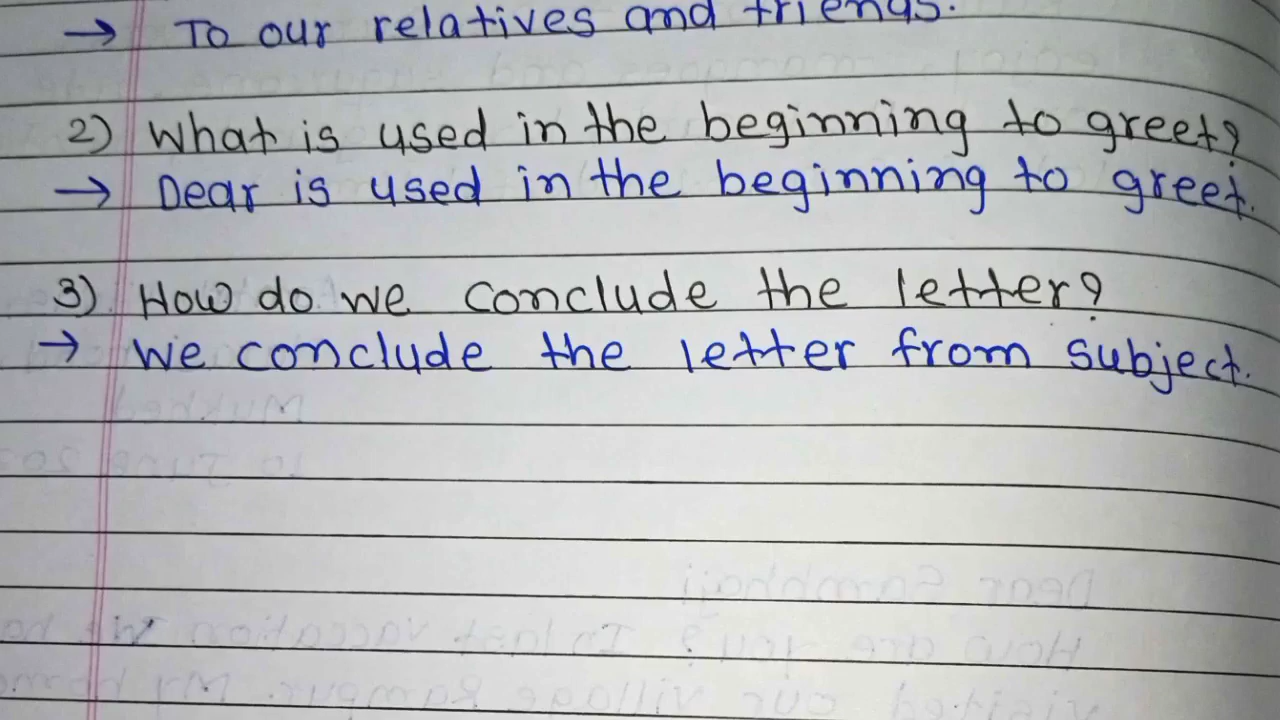 → To our relatives and friends.
2) What is used in the beginning to greet?
→ Dear is used in the beginning to greet.
3) How do we conclude the letter?
→ We conclude the letter from subject.